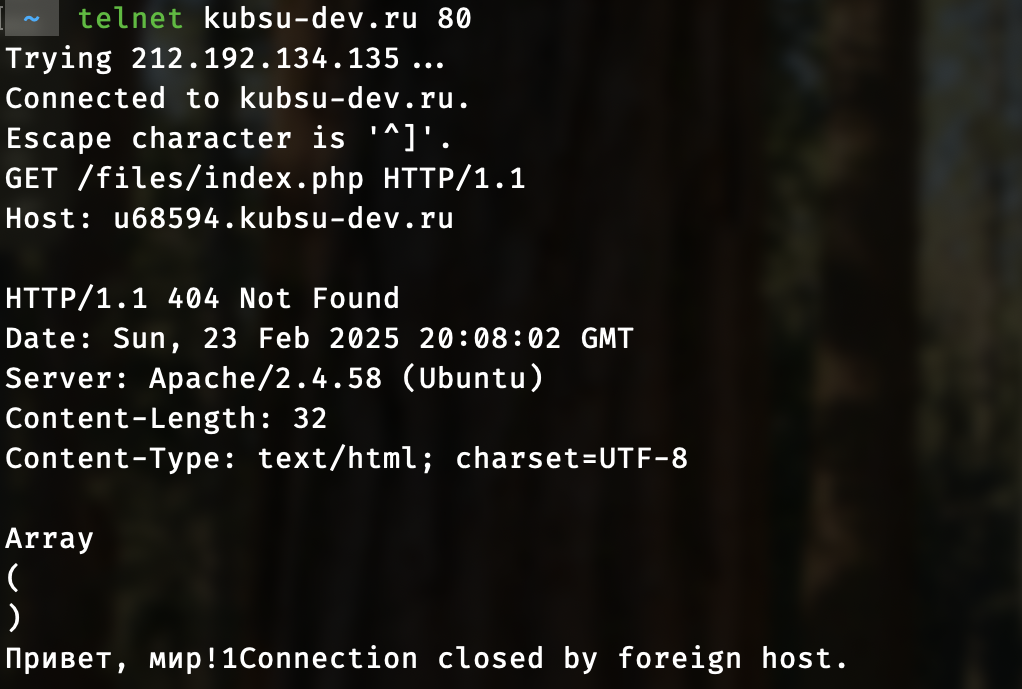 ~ telnet kubsu-dev.ru 80
Trying 212.192.134.135...
Connected to kubsu-dev.ru.
Escape character is '^]'.
GET /files/index.php HTTP/1.1
Host: u68594.kubsu-dev.ru

HTTP/1.1 404 Not Found
Date: Sun, 23 Feb 2025 20:08:02 GMT
Server: Apache/2.4.58 (Ubuntu)
Content-Length: 32
Content-Type: text/html; charset=UTF-8

Array
(
)
Привет, мир!1Connection closed by foreign host.